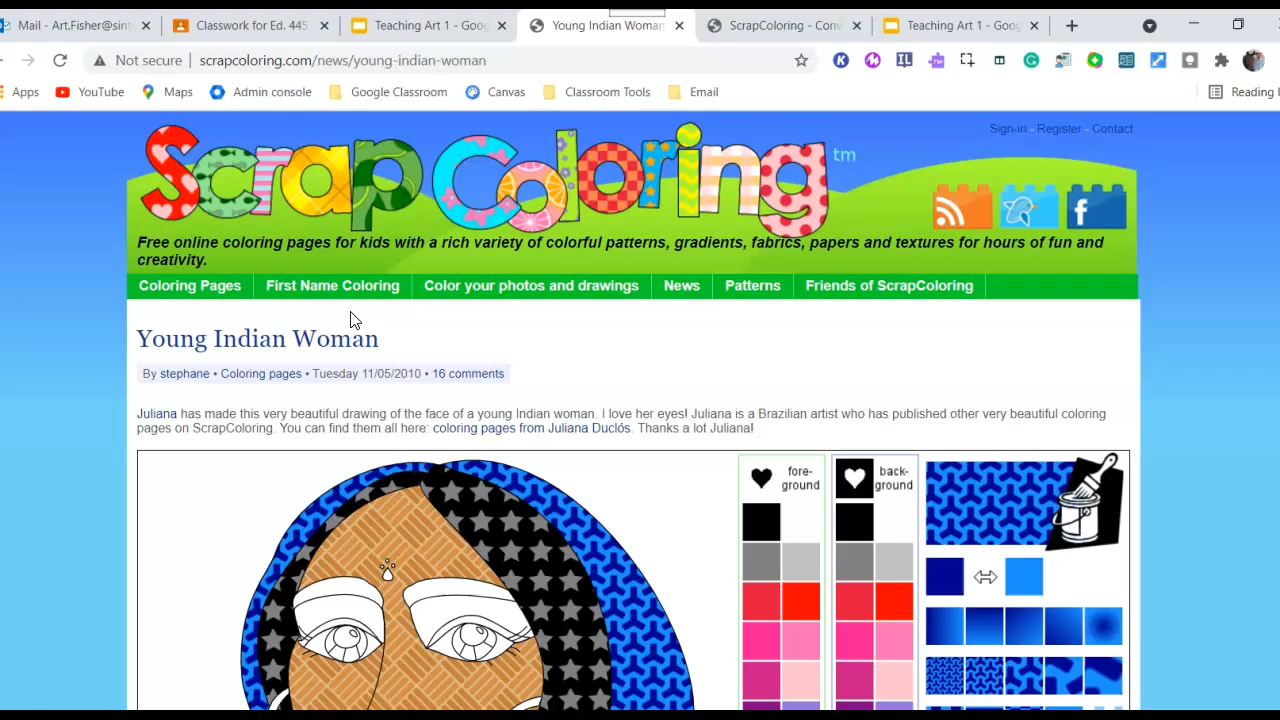 Mail - Art.Fisher@sint
Classwork for Ed. 445
Teaching Art 1 - Goog
Young Indian Woman
ScrapColoring - Conv
Teaching Art 1 - Goog
Not secure | scrapcoloring.com/news/young-indian-woman
Apps YouTube Maps Admin console Google Classroom Canvas Classroom Tools Email Reading l
Sign-in - Register - Contact
Scrap Coloring tm
Free online coloring pages for kids with a rich variety of colorful patterns, gradients, fabrics, papers and textures for hours of fun and
creativity.
Coloring Pages First Name Coloring Color your photos and drawings News Patterns Friends of ScrapColoring
Young Indian Woman
By stephane • Coloring pages • Tuesday 11/05/2010 • 16 comments
Juliana has made this very beautiful drawing of the face of a young Indian woman. I love her eyes! Juliana is a Brazilian artist who has published other very beautiful coloring
pages on ScrapColoring. You can find them all here: coloring pages from Juliana Duclós. Thanks a lot Juliana!
fore-
ground
back-
ground